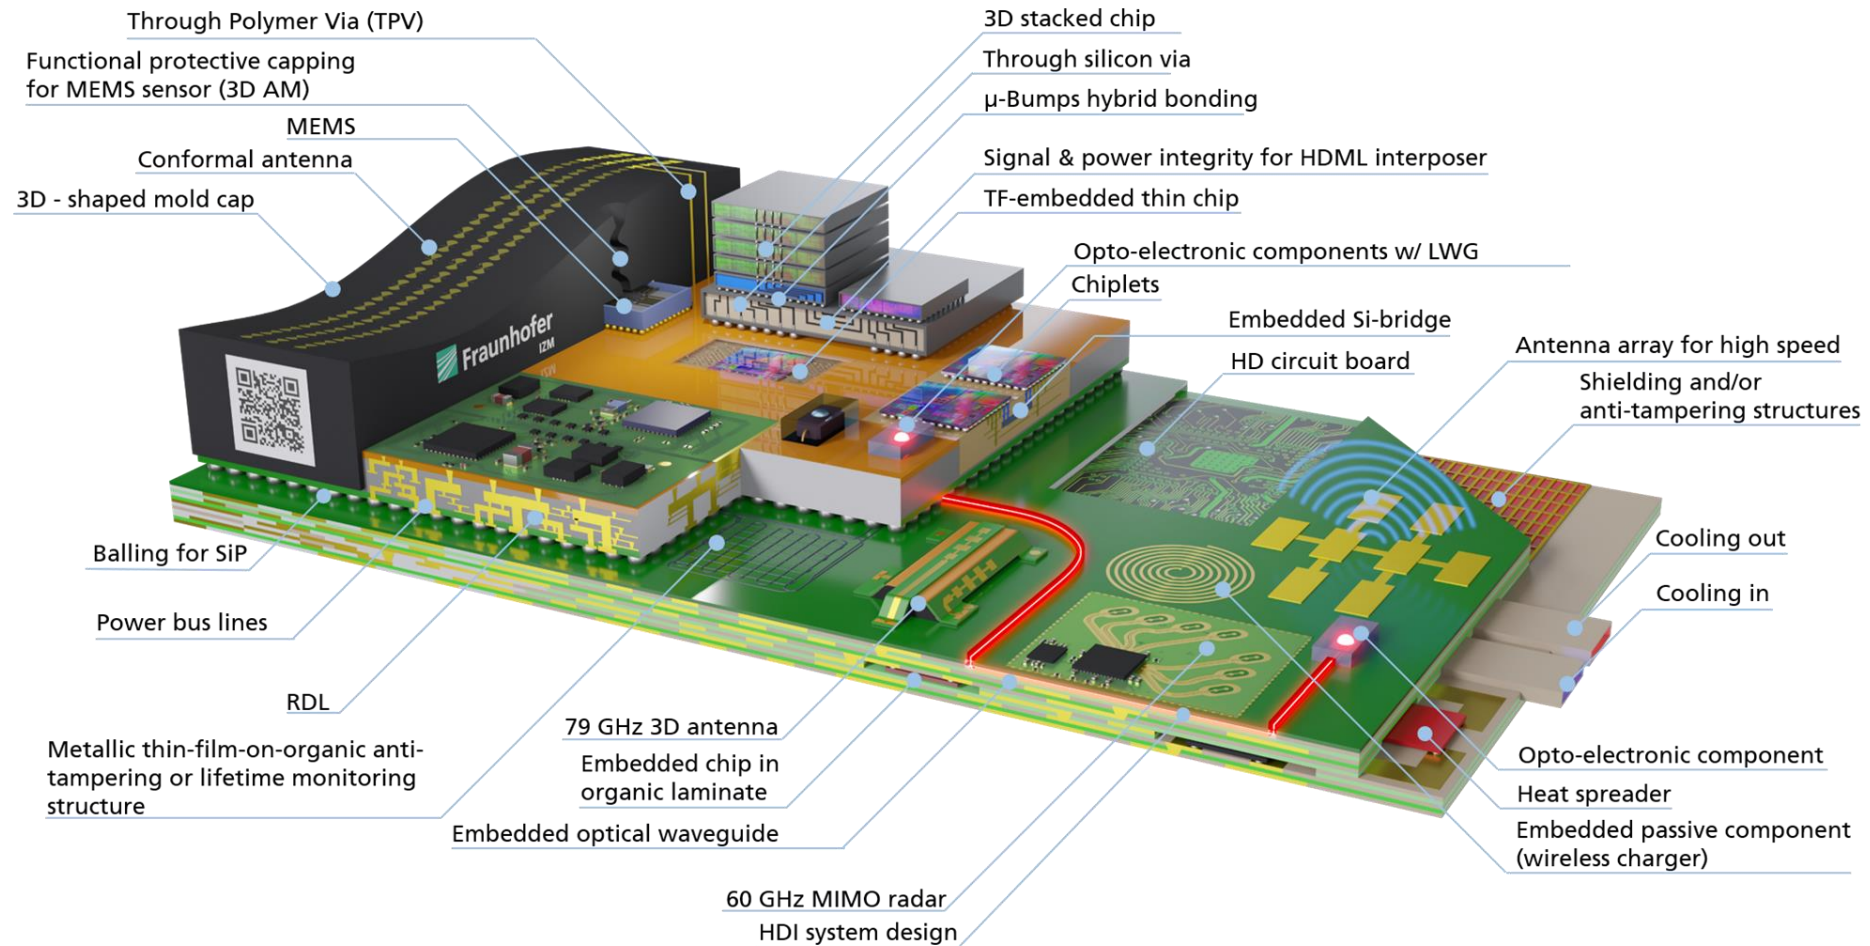 Through Polymer Via (TPV)
Functional protective capping
for MEMS sensor (3D AM)
MEMS
Conformal antenna
3D - shaped mold cap
3D stacked chip
Through silicon via
µ-Bumps hybrid bonding
Signal & power integrity for HDML interposer
TF-embedded thin chip
Opto-electronic components w/ LWG
Chiplets
Embedded Si-bridge
HD circuit board
Antenna array for high speed
Shielding and/or
anti-tampering structures
Fraunhofer
IZM
Cooling out
Cooling in
Balling for SiP
Power bus lines
RDL
Metallic thin-film-on-organic anti-
tampering or lifetime monitoring
structure
79 GHz 3D antenna
Embedded chip in
organic laminate
Embedded optical waveguide
60 GHz MIMO radar
HDI system design
Opto-electronic component
Heat spreader
Embedded passive component
(wireless charger)